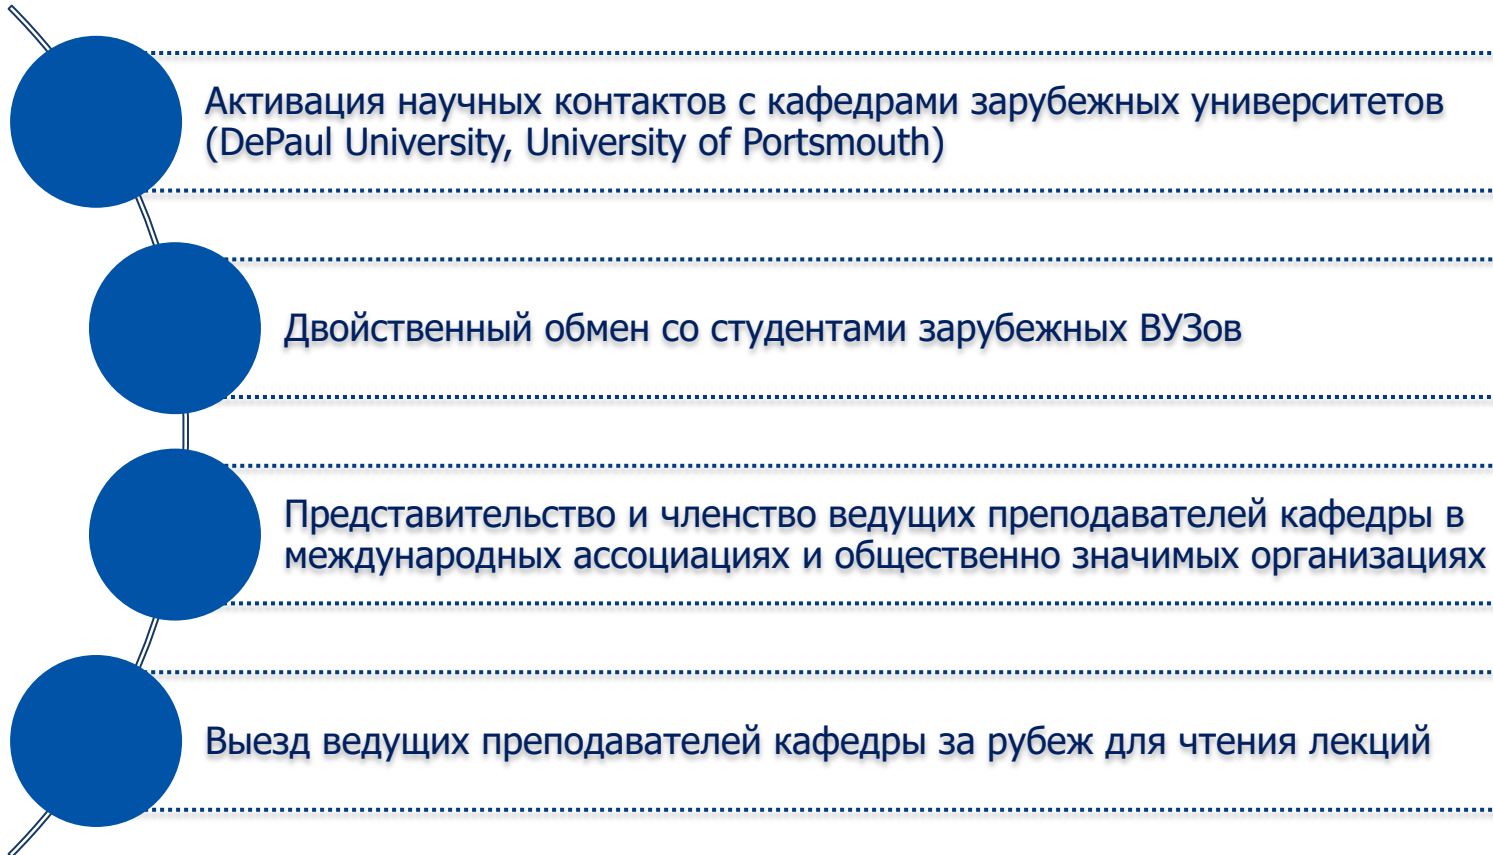 Активация научных контактов с кафедрами зарубежных университетов
(DePaul University, University of Portsmouth)
Двойственный обмен со студентами зарубежных ВУЗов
Представительство и членство ведущих преподавателей кафедры в
международных ассоциациях и общественно значимых организациях
Выезд ведущих преподавателей кафедры за рубеж для чтения лекций